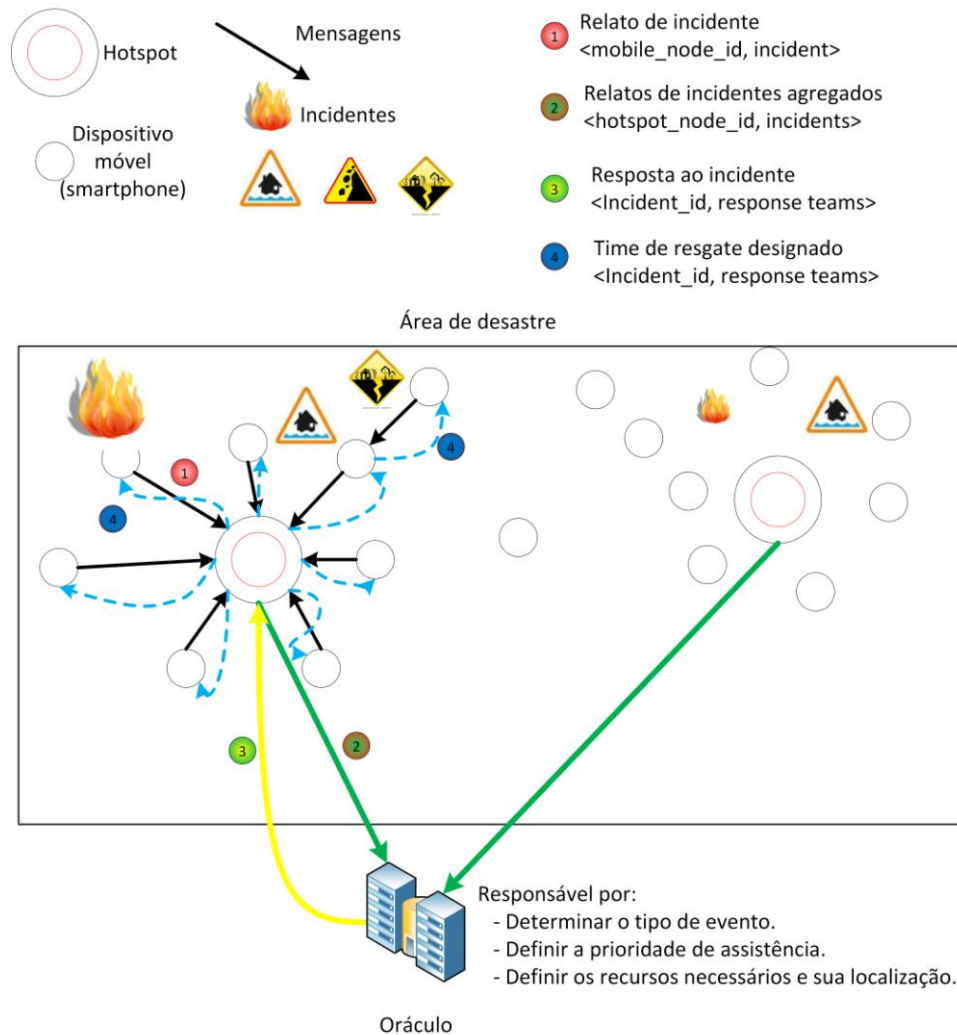 Hotspot
Mensagens
Incidentes
Dispositivo
móvel
(smartphone)
1
Relato de incidente
<mobile_node_id, incident>
2
Relatos de incidentes agregados
<hotspot_node_id, incidents>
3
Resposta ao incidente
<Incident_id, response teams>
4
Time de resgate designado
<Incident_id, response teams>
Área de desastre
1
4
4
3
2
Responsável por:
- Determinar o tipo de evento.
- Definir a prioridade de assistência.
- Definir os recursos necessários e sua localização.
Oráculo